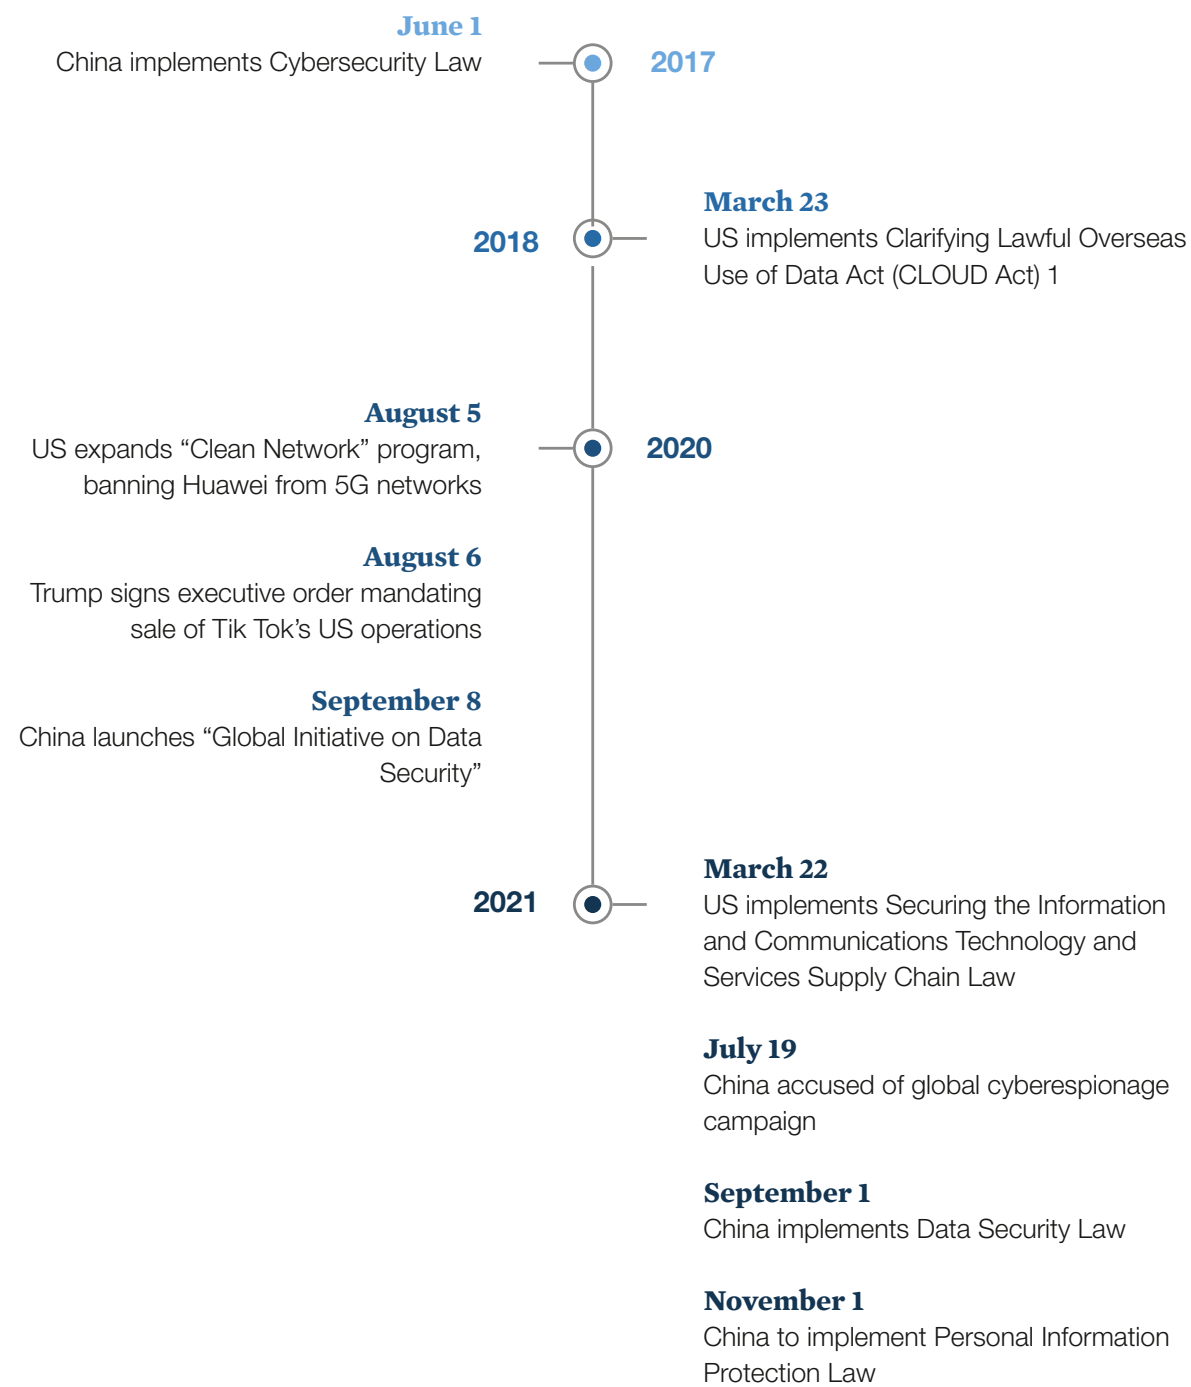 June 1
China implements Cybersecurity Law
2017
March 23
2018
US implements Clarifying Lawful Overseas
Use of Data Act (CLOUD Act) 1
August 5
US expands “Clean Network” program,
banning Huawei from 5G networks
2020
August 6
Trump signs executive order mandating
sale of Tik Tok’s US operations
September 8
China launches “Global Initiative on Data
Security”
2021
March 22
US implements Securing the Information
and Communications Technology and
Services Supply Chain Law
July 19
China accused of global cyberespionage
campaign
September 1
China implements Data Security Law
November 1
China to implement Personal Information
Protection Law